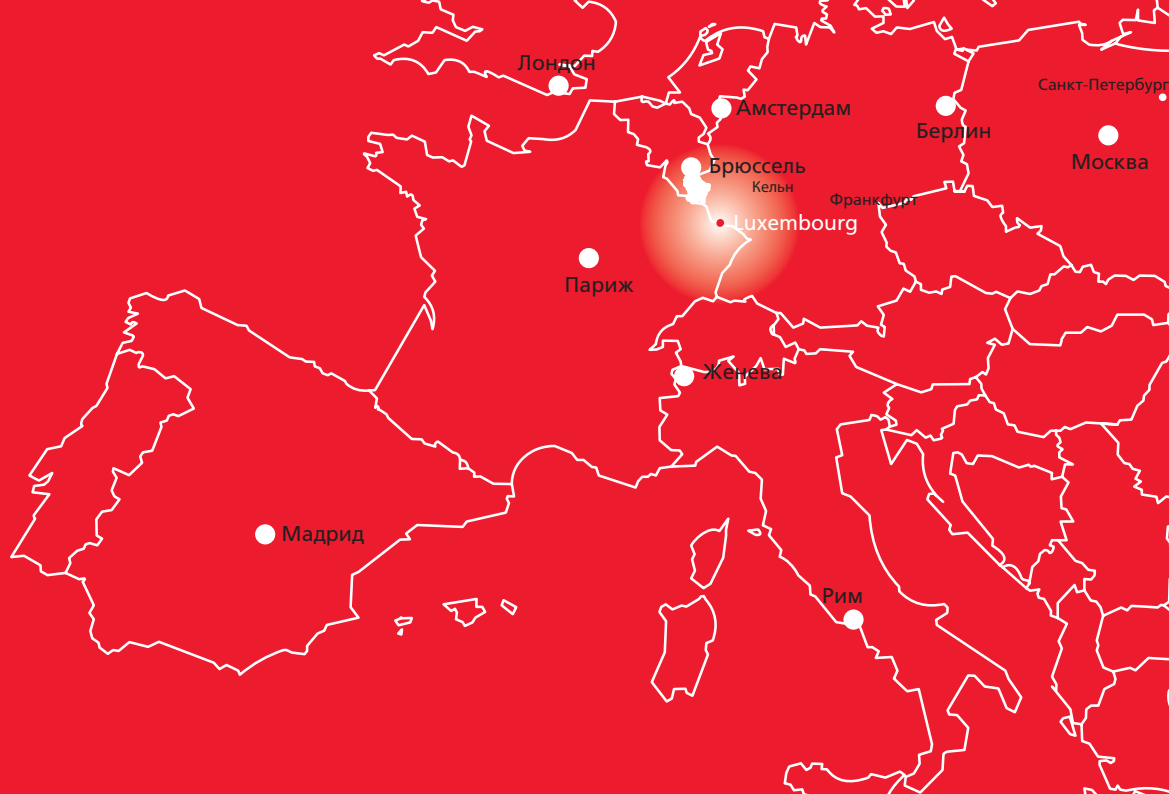 Лондон
Санкт-Петербург
Амстердам
Берлин
Москва
Брюссель
Кельн
Франкфурт
Luxembourg
Париж
Женева
Мадрид
Рим